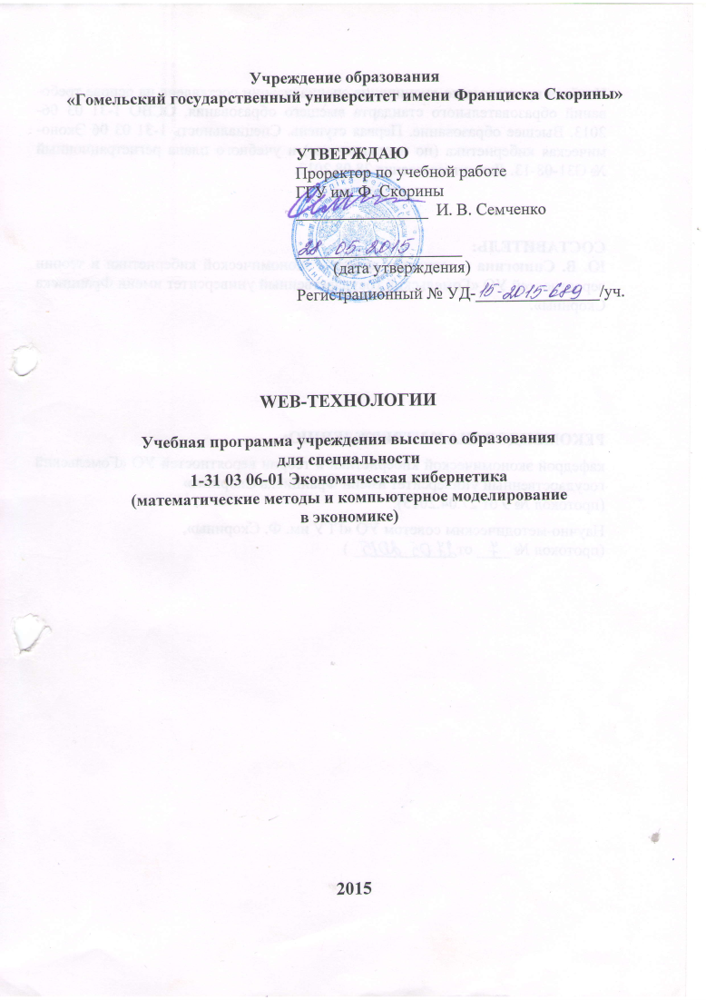 Учреждение образования
«Гомельский государственный университет имени Франциска Скорины»
УТВЕРЖДАЮ
Проректор по учебной работе
ГГУ им. Ф. Скорины
И. В. Семченко
28 05 2015
(дата утверждения)
Регистрационный № УД-15-2015-689/уч.
WEB-ТЕХНОЛОГИИ
Учебная программа учреждения высшего образования
для специальности
1-31 03 06-01 Экономическая кибернетика
(математические методы и компьютерное моделирование
в экономике)
2015